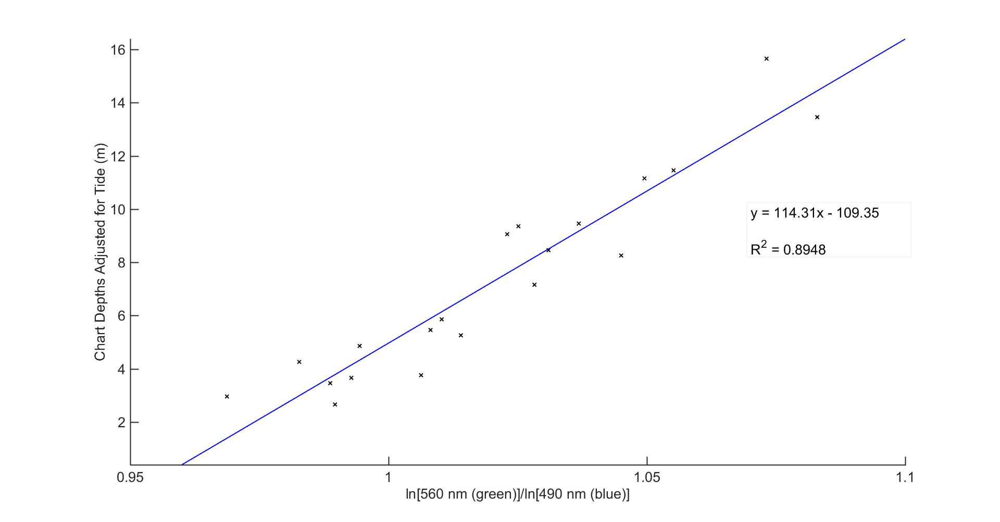 16
14
12
10
8
6
4
2
Chart Depths Adjusted for Tide (m)
y = 114.31x - 109.35
R² = 0.8948
0.95 1 1.05 1.1
ln[560 nm (green)]/ln[490 nm (blue)]